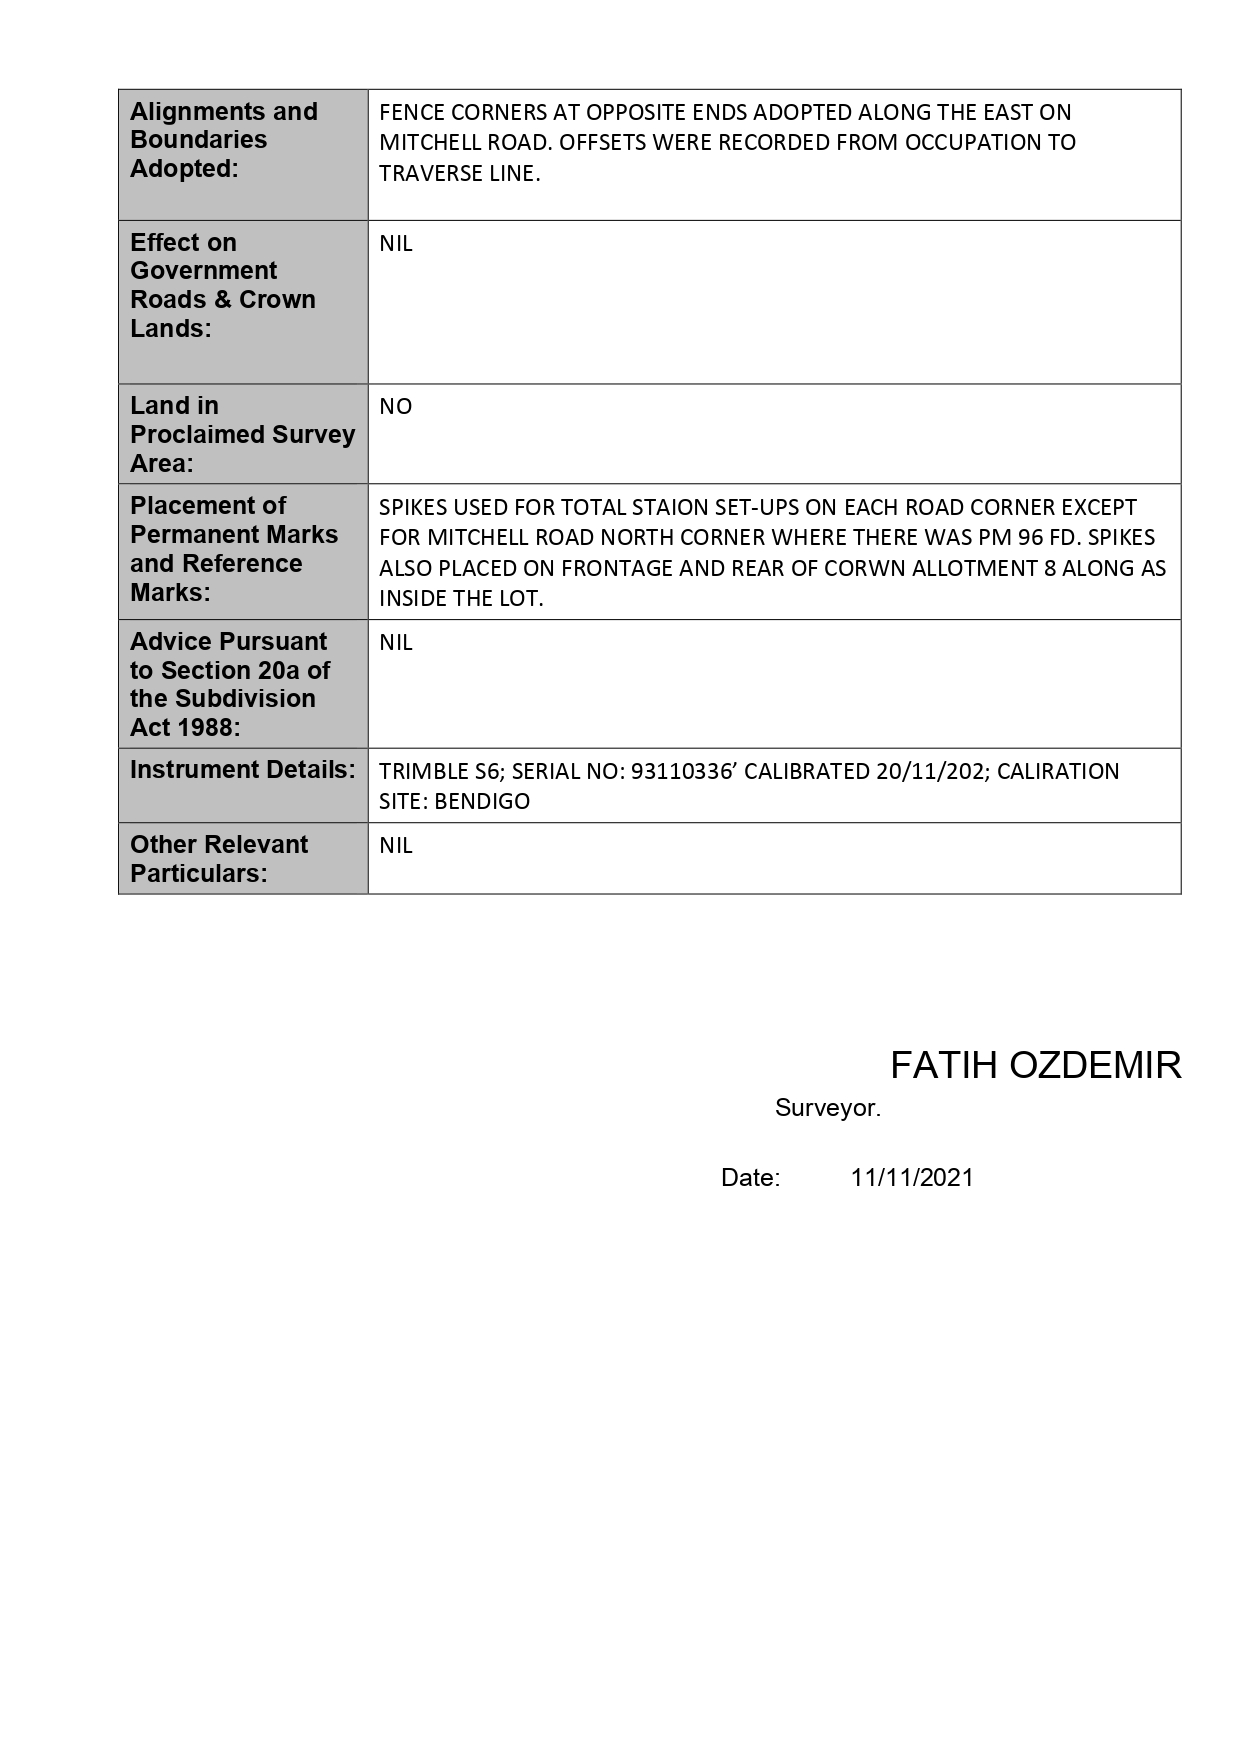 Alignments and
Boundaries
Adopted:
FENCE CORNERS AT OPPOSITE ENDS ADOPTED ALONG THE EAST ON
MITCHELL ROAD. OFFSETS WERE RECORDED FROM OCCUPATION TO
TRAVERSE LINE.
Effect on
Government
Roads & Crown
Lands:
NIL
Land in
Proclaimed Survey
Area:
NO
Placement of
Permanent Marks
and Reference
Marks:
SPIKES USED FOR TOTAL STAION SET-UPS ON EACH ROAD CORNER EXCEPT
FOR MITCHELL ROAD NORTH CORNER WHERE THERE WAS PM 96 FD. SPIKES
ALSO PLACED ON FRONTAGE AND REAR OF CORWN ALLOTMENT 8 ALONG AS
INSIDE THE LOT.
Advice Pursuant
to Section 20a of
the Subdivision
Act 1988:
NIL
Instrument Details:
TRIMBLE S6; SERIAL NO: 93110336’ CALIBRATED 20/11/202; CALIRATION
SITE: BENDIGO
Other Relevant
Particulars:
NIL
FATIH OZDEMIR
Surveyor.
Date: 11/11/2021